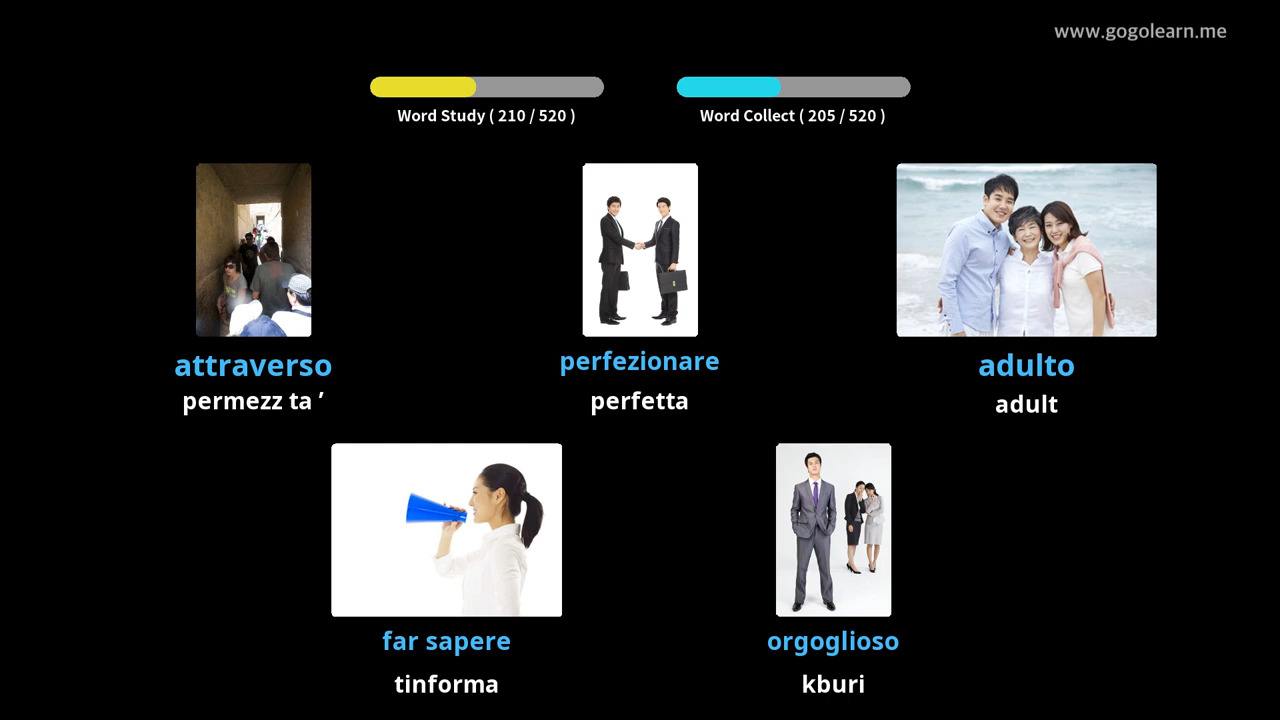 www.gogolearn.me
Word Study ( 210 / 520 )
Word Collect ( 205 / 520 )
attraverso
permezz ta ’
perfezionare
perfetta
adulto
adult
far sapere
tinforma
orgoglioso
kburi